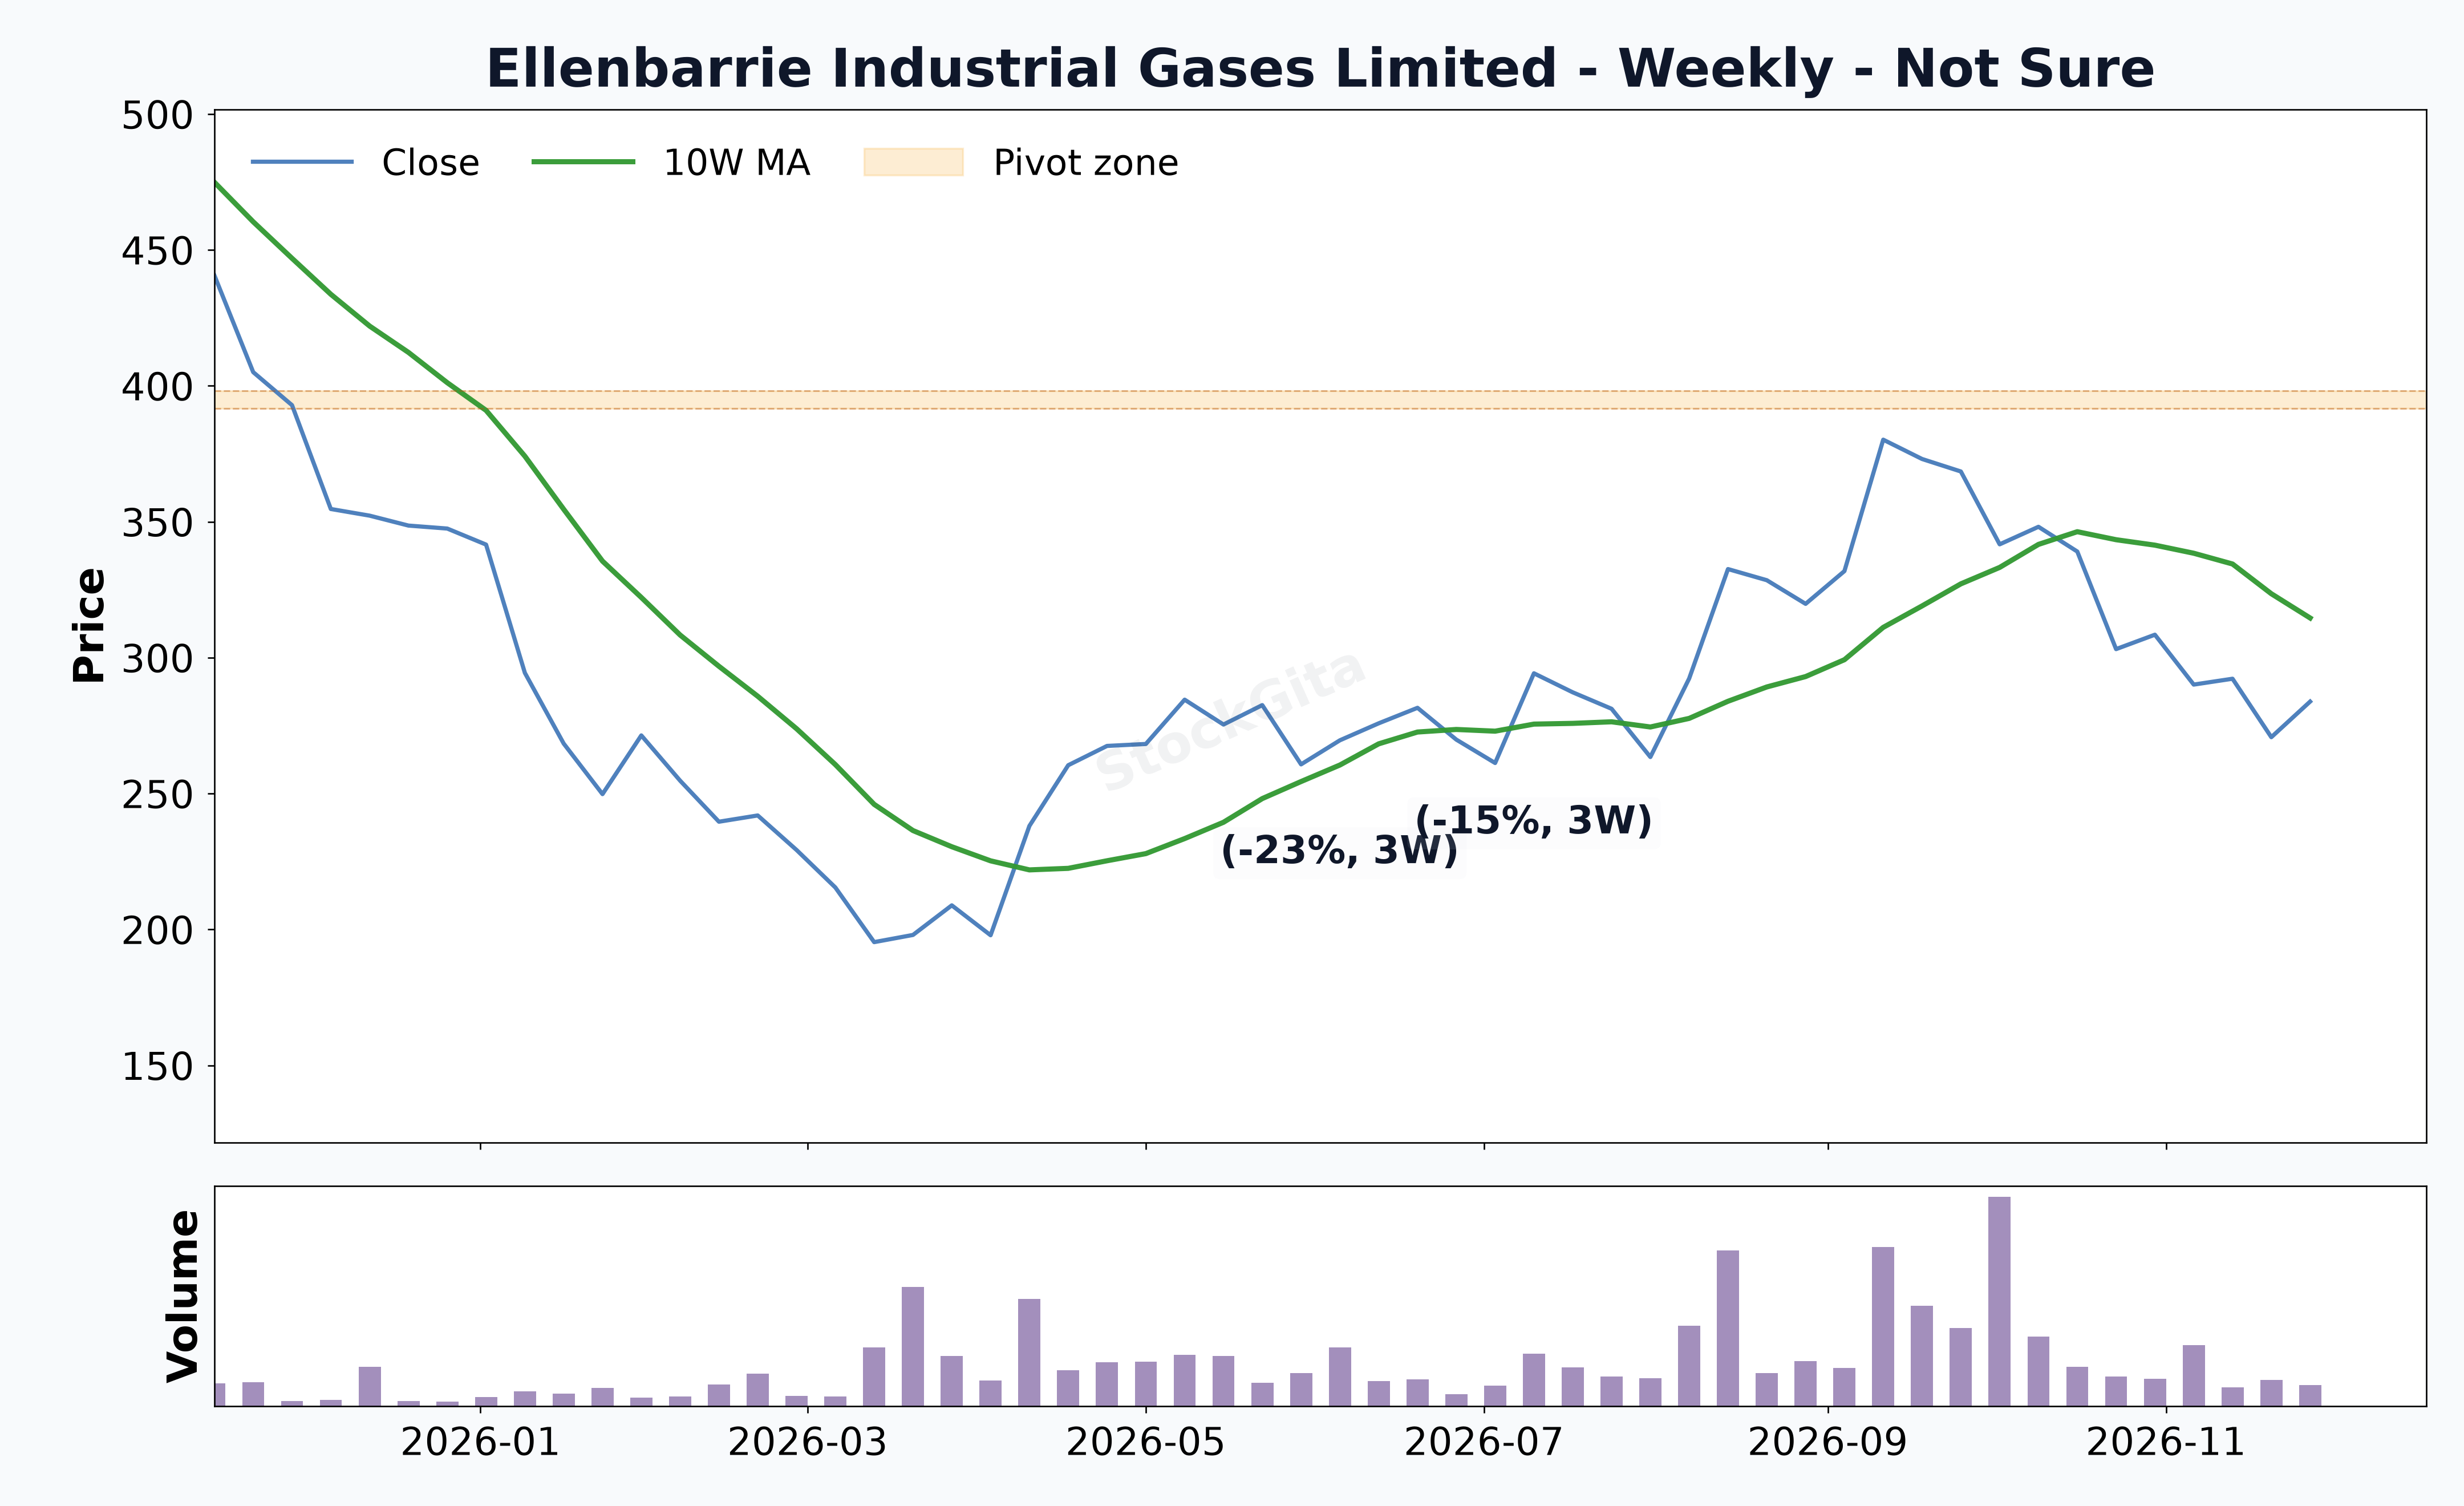 Ellenbarrie Industrial Gases Limited - Weekly - Not Sure
Close 10W MA Pivot zone
Price
500
450
400
350
300
250
200
150
StockGita
(-15%, 3W)
(-23%, 3W)
Volume
2026-01 2026-03 2026-05 2026-07 2026-09 2026-11